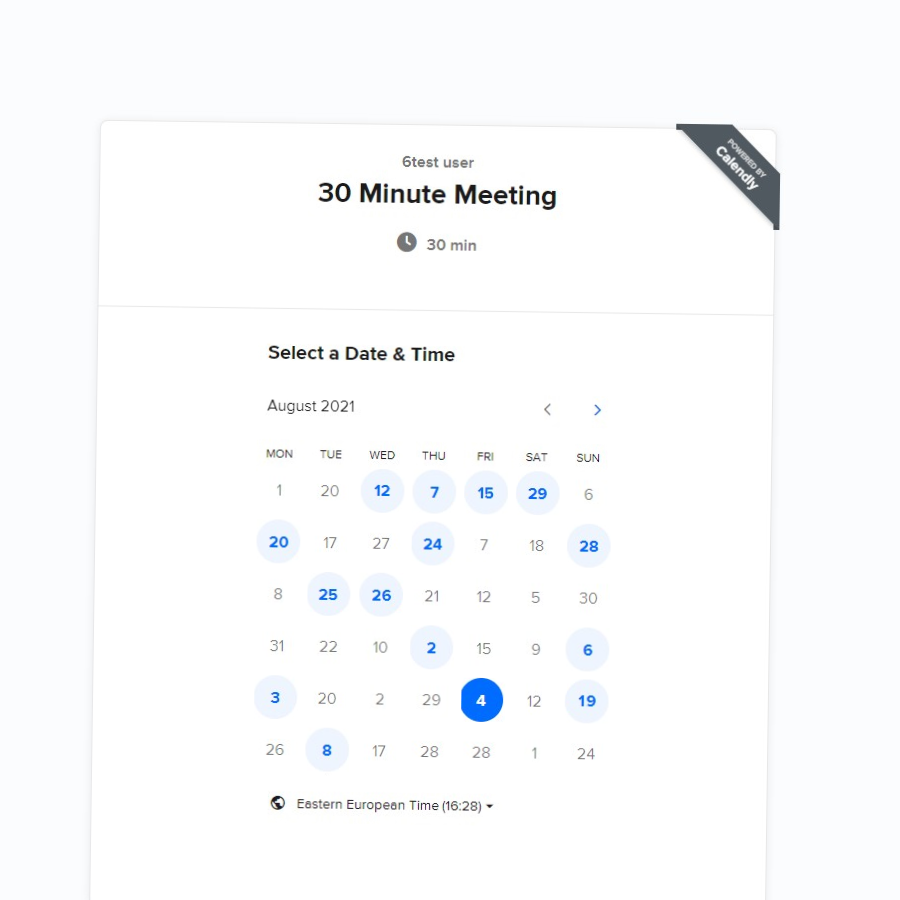 POWERED BY
Calendly
6test user
30 Minute Meeting
30 min
Select a Date & Time
August 2021
MON TUE WED THU FRI SAT SUN
1 20 12 7 15 29 6
20 17 27 24 7 18 28
8 25 26 21 12 5 30
31 22 10 2 15 9 6
3 20 2 29 4 12 19
26 8 17 28 28 1 24
Eastern European Time (16:28)